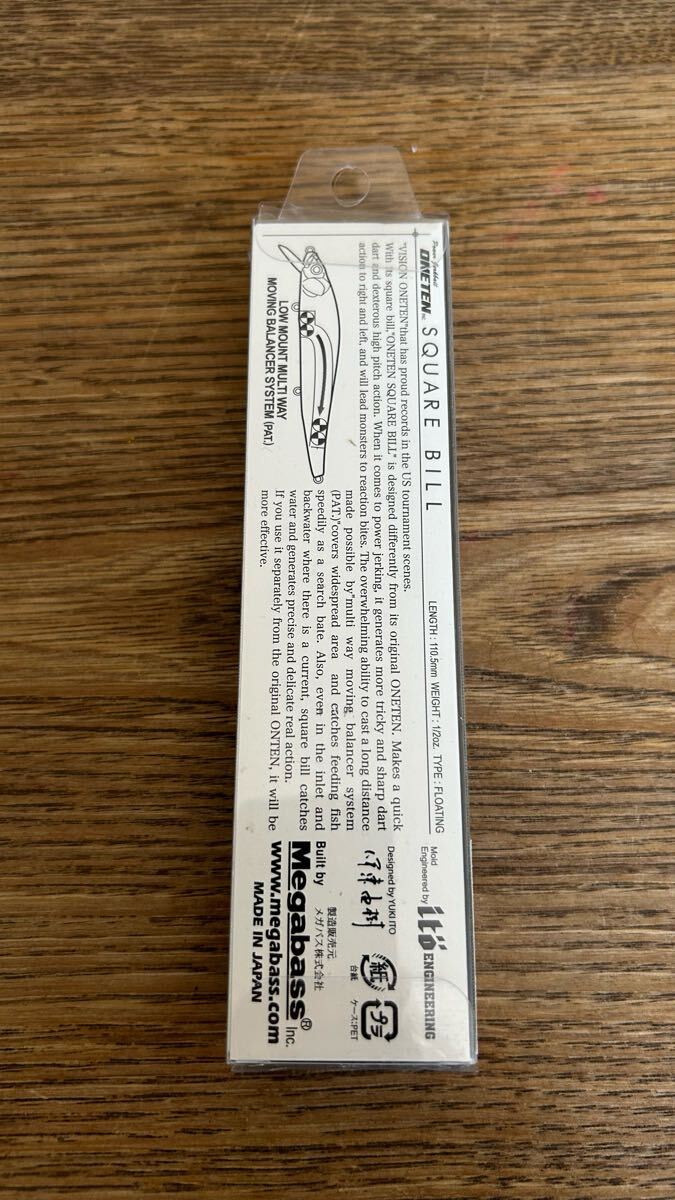 Power Football
ONETEN INC.
SQUARE BILL
LENGTH : 110.5mm WEIGHT : 1/2oz. TYPE : FLOATING
"VISION ONETEN"that has proud records in the US tournament scenes.
With its square bill,"ONETEN SQUARE BILL" is designed differently from its original ONETEN. Makes a quick
dart and dexterous high pitch action. When it comes to power jerking, it generates more tricky and sharp dart
action to right and left, and will lead monsters to reaction bites. The overwhelming ability to cast a long distance
made possible by"multi way moving balancer system
(PAT.)"covers widespread area and catches feeding fish
speedily as a search bate. Also, even in the inlet and
backwater where there is a current, square bill catches
water and generates precise and delicate real action.
If you use it separately from the original ONTEN, it will be
more effective.
LOW MOUNT MULTI WAY
MOVING BALANCER SYSTEM (PAT.)
Mold
Engineered by
itö ENGINEERING
Designed by YUKI ITO
紙
台紙
プラ
ケース:PET
製造販売元
メガバス株式会社
Built by
Megabass® Inc.
www.megabass.com
MADE IN JAPAN